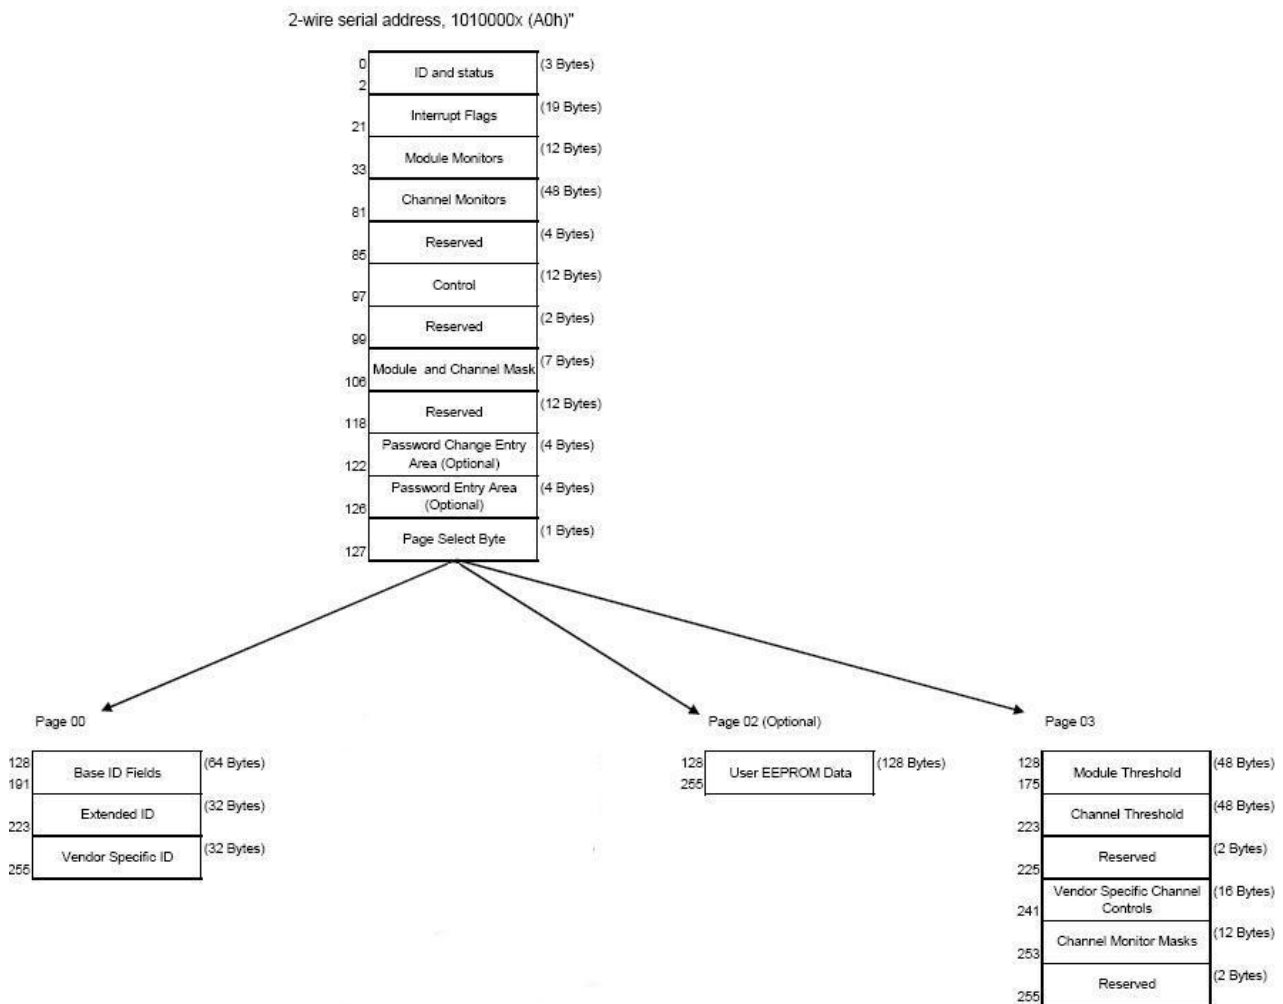 2-wire serial address, 1010000x (A0h)"
0
2
ID and status
(3 Bytes)
21
Interrupt Flags
(19 Bytes)
33
Module Monitors
(12 Bytes)
81
Channel Monitors
(48 Bytes)
85
Reserved
(4 Bytes)
97
Control
(12 Bytes)
99
Reserved
(2 Bytes)
106
Module and Channel Mask
(7 Bytes)
118
Reserved
(12 Bytes)
122
Password Change Entry
Area (Optional)
(4 Bytes)
126
Password Entry Area
(Optional)
(4 Bytes)
127
Page Select Byte
(1 Bytes)
Page 00
128
191
Base ID Fields
(64 Bytes)
223
Extended ID
(32 Bytes)
255
Vendor Specific ID
(32 Bytes)
Page 02 (Optional)
128
255
User EEPROM Data
(128 Bytes)
Page 03
128
175
Module Threshold
(48 Bytes)
223
Channel Threshold
(48 Bytes)
225
Reserved
(2 Bytes)
241
Vendor Specific Channel
Controls
(16 Bytes)
253
Channel Monitor Masks
(12 Bytes)
255
Reserved
(2 Bytes)